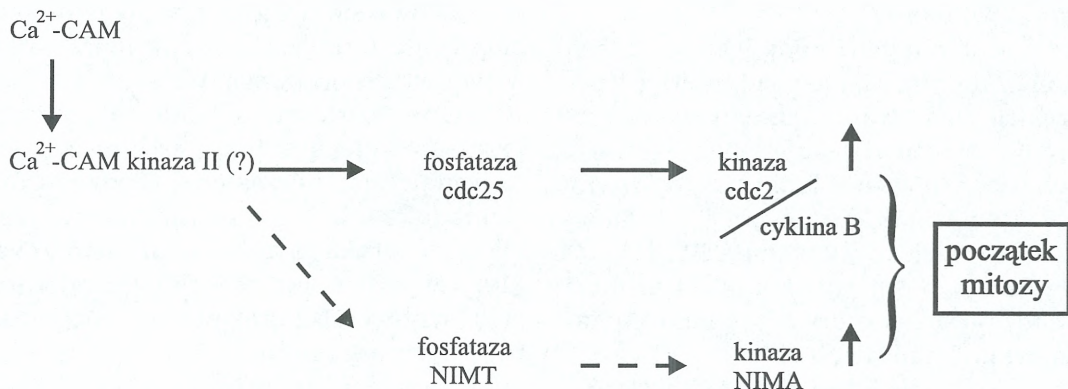 Ca²⁺-CAM
Ca²⁺-CAM kinaza II (?)
fosfataza
cdc25
kinaza
cdc2
cyklina B
początek
mitozy
fosfataza
NIMT
kinaza
NIMA